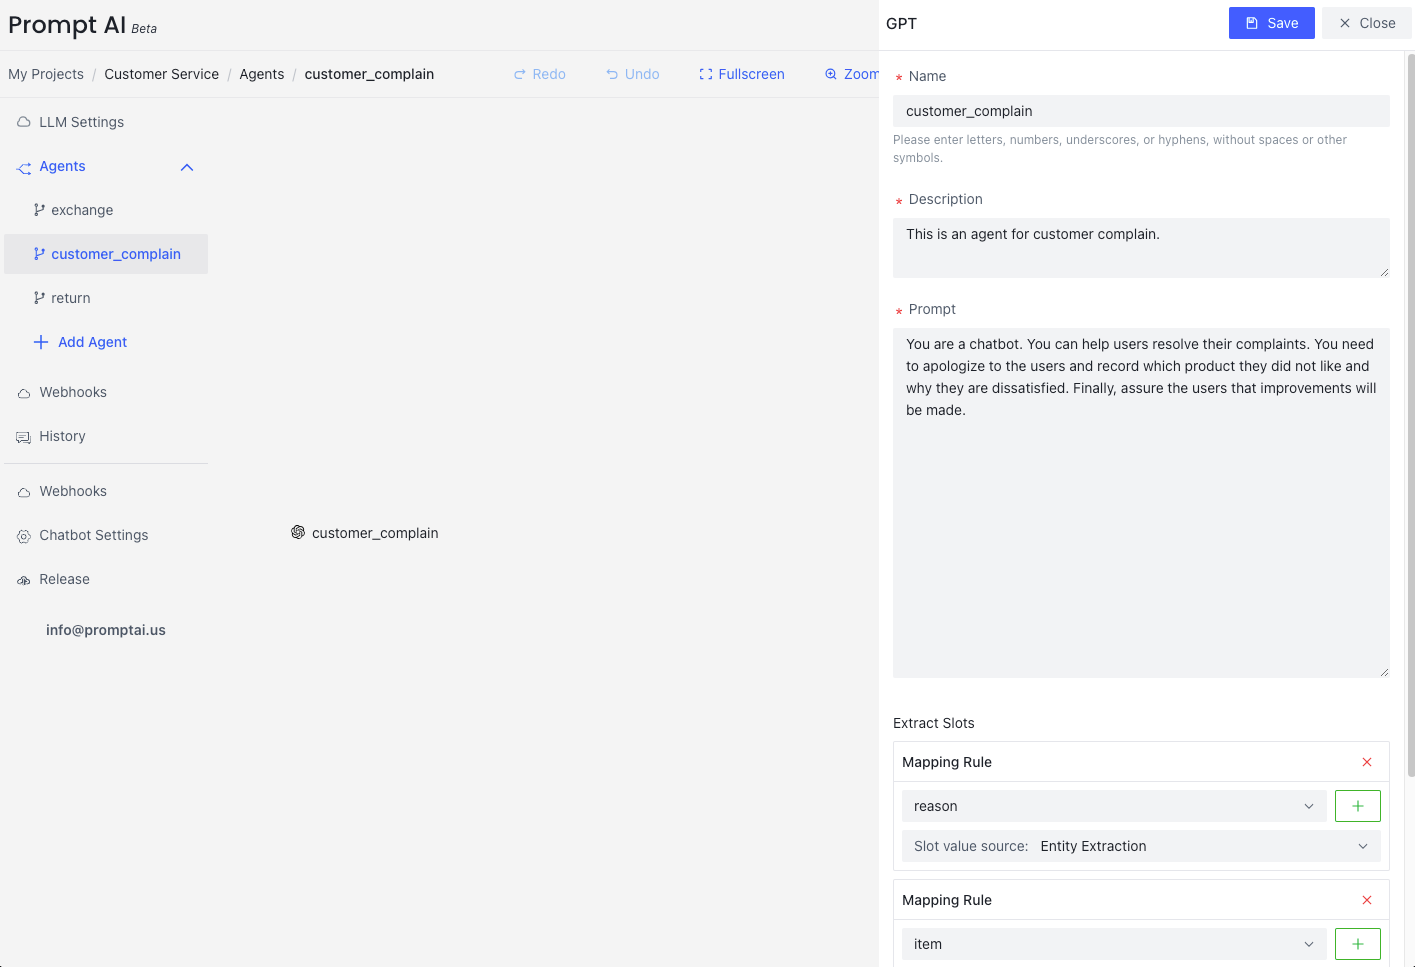 Prompt AI Beta
My Projects / Customer Service / Agents / customer_complain
Redo
Undo
Fullscreen
Zoom
LLM Settings
Agents
exchange
customer_complain
return
Add Agent
Webhooks
History
Webhooks
Chatbot Settings
Release
info@promptai.us
customer_complain
GPT
Save
Close
* Name
customer_complain
Please enter letters, numbers, underscores, or hyphens, without spaces or other
symbols.
* Description
This is an agent for customer complain.
* Prompt
You are a chatbot. You can help users resolve their complaints. You need
to apologize to the users and record which product they did not like and
why they are dissatisfied. Finally, assure the users that improvements will
be made.
Extract Slots
Mapping Rule
reason
Slot value source: Entity Extraction
Mapping Rule
item